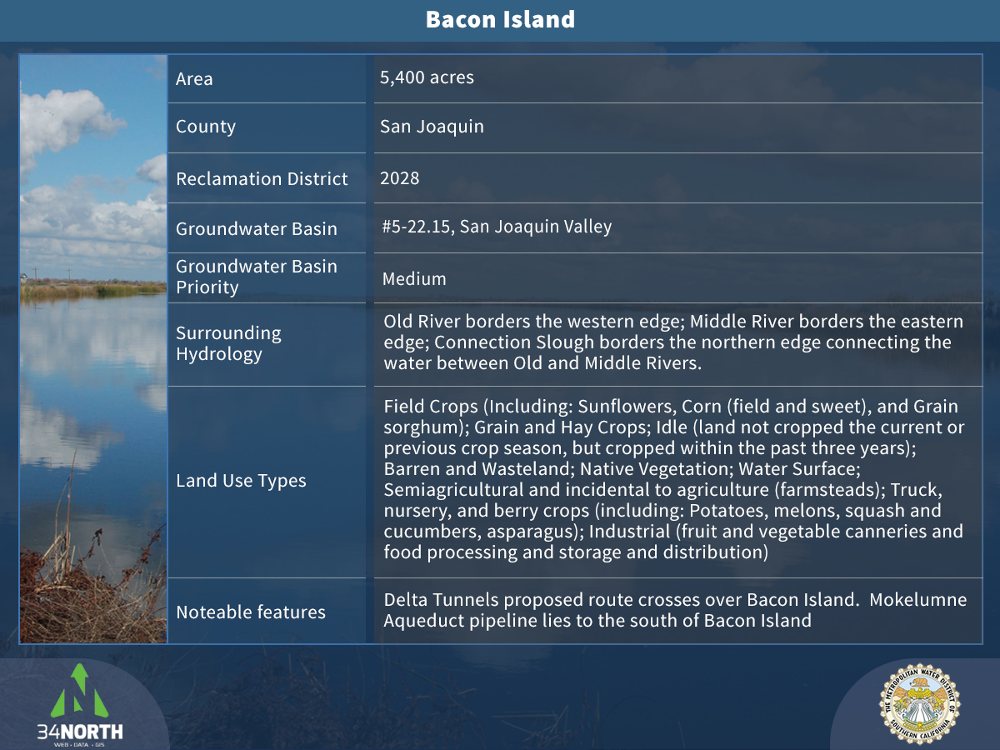 Bacon Island
Area
5,400 acres
County
San Joaquin
Reclamation District
2028
Groundwater Basin
#5-22.15, San Joaquin Valley
Groundwater Basin
Priority
Medium
Surrounding
Hydrology
Old River borders the western edge; Middle River borders the eastern
edge; Connection Slough borders the northern edge connecting the
water between Old and Middle Rivers.
Land Use Types
Field Crops (Including: Sunflowers, Corn (field and sweet), and Grain
sorghum); Grain and Hay Crops; Idle (land not cropped the current or
previous crop season, but cropped within the past three years);
Barren and Wasteland; Native Vegetation; Water Surface;
Semiagricultural and incidental to agriculture (farmsteads); Truck,
nursery, and berry crops (including: Potatoes, melons, squash and
cucumbers, asparagus); Industrial (fruit and vegetable canneries and
food processing and storage and distribution)
Noteable features
Delta Tunnels proposed route crosses over Bacon Island.  Mokelumne
Aqueduct pipeline lies to the south of Bacon Island
34NORTH
WEB • DATA • GIS
THE METROPOLITAN WATER DISTRICT OF
SOUTHERN CALIFORNIA